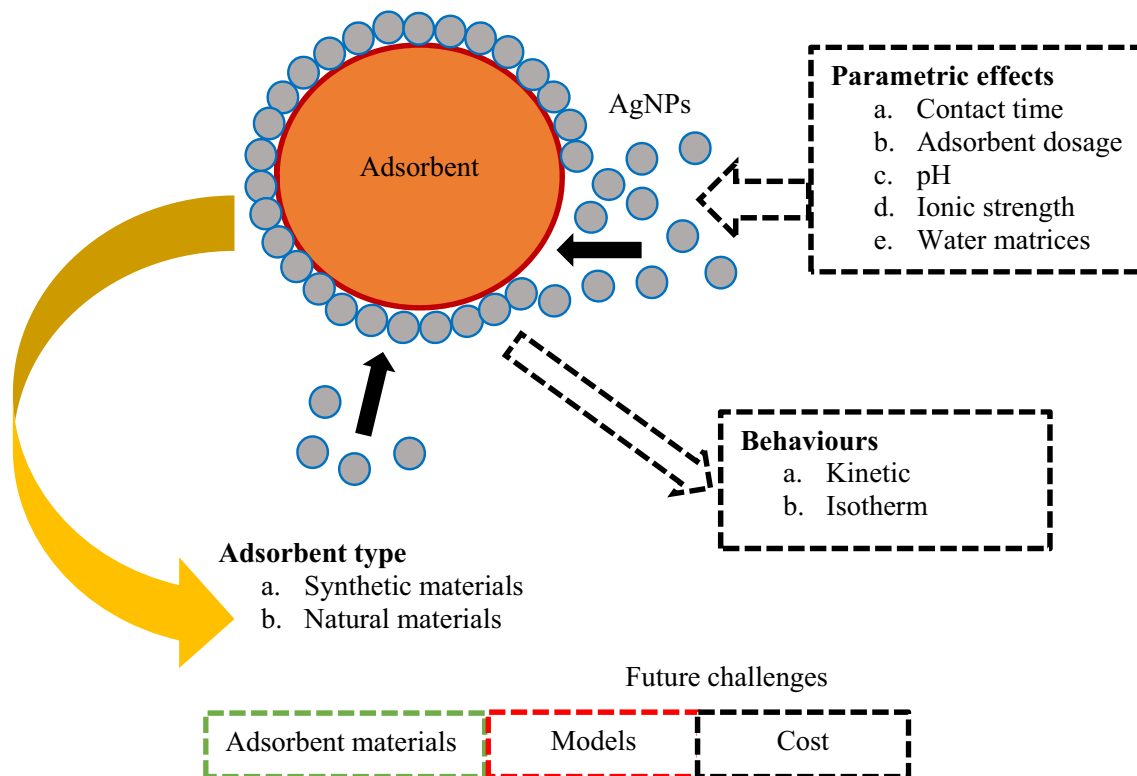 AgNPs
Adsorbent
Parametric effects
a. Contact time
b. Adsorbent dosage
c. pH
d. Ionic strength
e. Water matrices
Behaviours
a. Kinetic
b. Isotherm
Adsorbent type
a. Synthetic materials
b. Natural materials
Future challenges
Adsorbent materials
Models
Cost